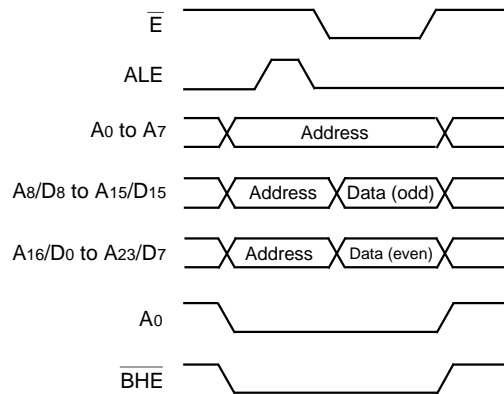 E
ALE
A0 to A7
Address
A8/D8 to A15/D15
Address
Data (odd)
A16/D0 to A23/D7
Address
Data (even)
A0
BHE